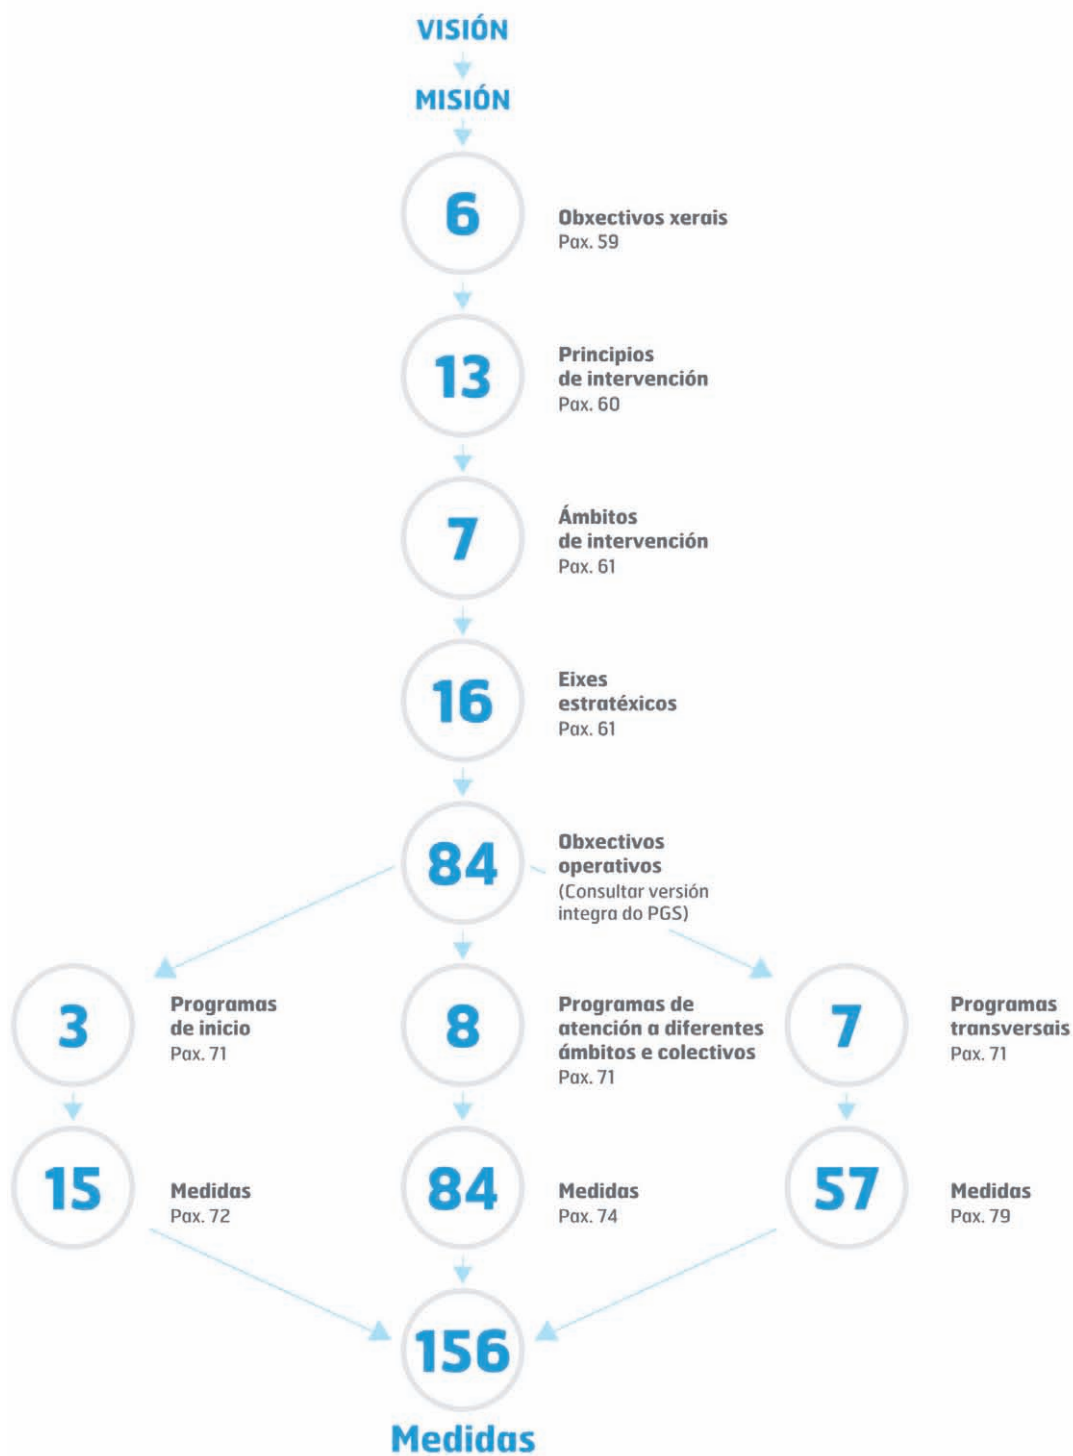 VISIÓN
MISIÓN
6
Obxectivos xerais
Pax. 59
13
Principios
de intervención
Pax. 60
7
Ámbitos
de intervención
Pax. 61
16
Eixes
estratéxicos
Pax. 61
84
Obxectivos
operativos
(Consultar versión
integra do PGS)
3
Programas
de inicio
Pax. 71
8
Programas de
atención a diferentes
ámbitos e colectivos
Pax. 71
7
Programas
transversais
Pax. 71
15
Medidas
Pax. 72
84
Medidas
Pax. 74
57
Medidas
Pax. 79
156
Medidas